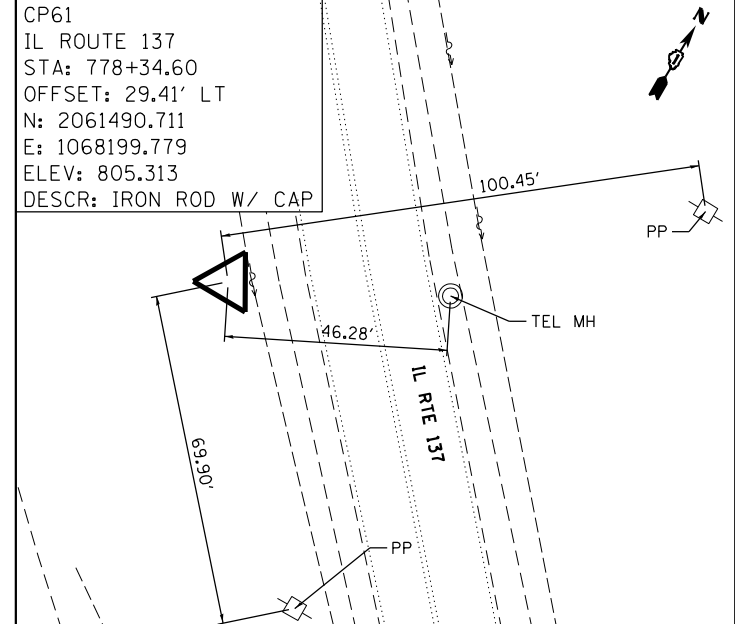 CP61
IL ROUTE 137
STA: 778+34.60
OFFSET: 29.41' LT
N: 2061490.711
E: 1068199.779
ELEV: 805.313
DESCR: IRON ROD W/ CAP
N
100.45'
PP
TEL MH
46.28'
IL RTE 137
69.90'
PP